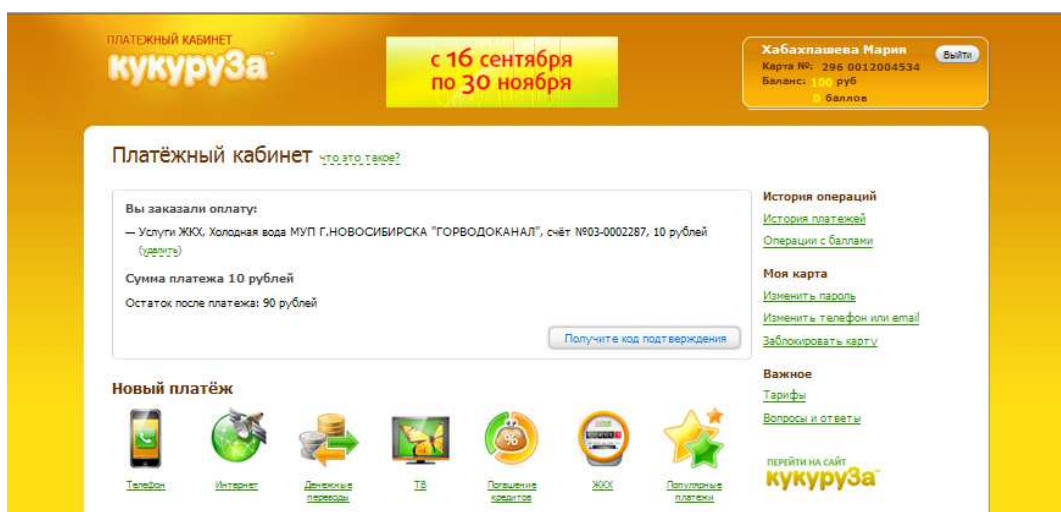 ПЛАТЕЖНЫЙ КАБИНЕТ
кукуруЗа™
с 16 сентября
по 30 ноября
Хабахпашева Мария
Выйти
Карта №: 296 0012004534
Баланс: 100 руб
0 баллов
Платёжный кабинет что это такое?
Вы заказали оплату:
— Услуги ЖКХ, Холодная вода МУП Г.НОВОСИБИРСКА "ГОРВОДОКАНАЛ", счёт №03-0002287, 10 рублей
(удалить)
Сумма платежа 10 рублей
Остаток после платежа: 90 рублей
Получите код подтверждения
Новый платёж
Телефон
Интернет
Денежные
переводы
ТВ
Погашение
кредитов
ЖКХ
Популярные
платежи
История операций
История платежей
Операции с баллами
Моя карта
Изменить пароль
Изменить телефон или email
Заблокировать карту
Важное
Тарифы
Вопросы и ответы
ПЕРЕЙТИ НА САЙТ
кукуруЗа™